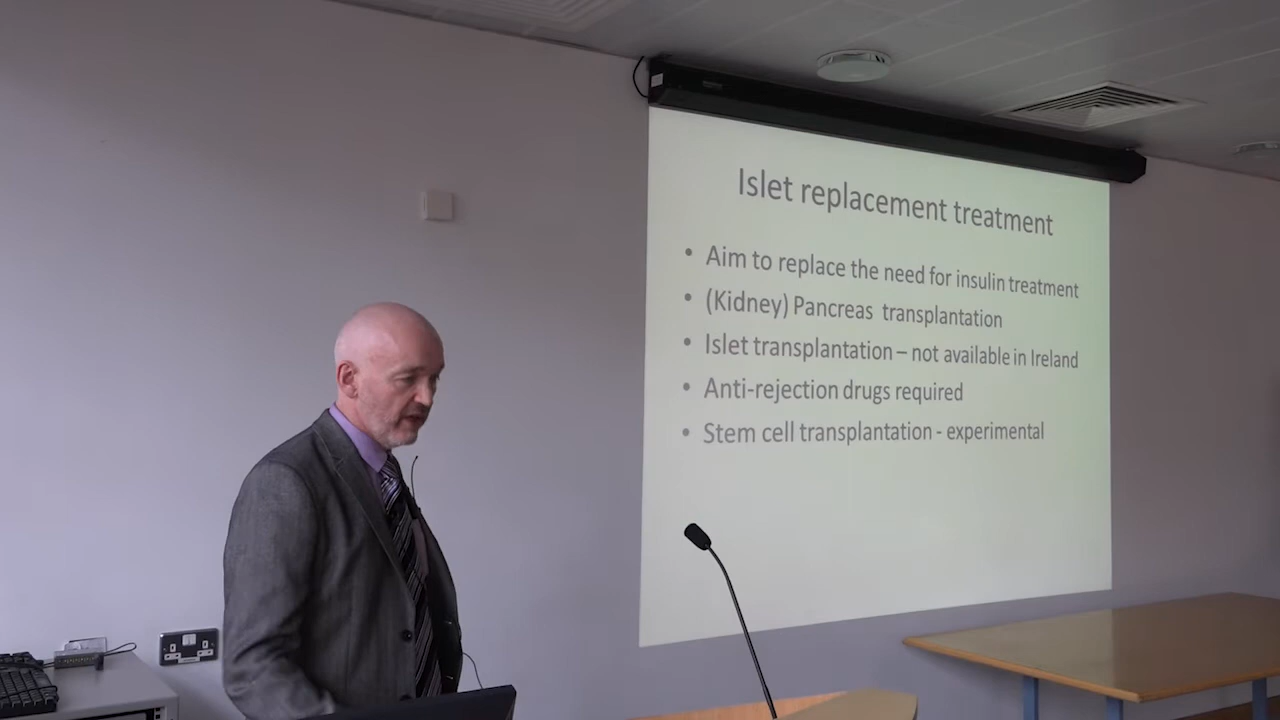 Islet replacement treatment
• Aim to replace the need for insulin treatment
• (Kidney) Pancreas transplantation
• Islet transplantation – not available in Ireland
• Anti-rejection drugs required
• Stem cell transplantation - experimental